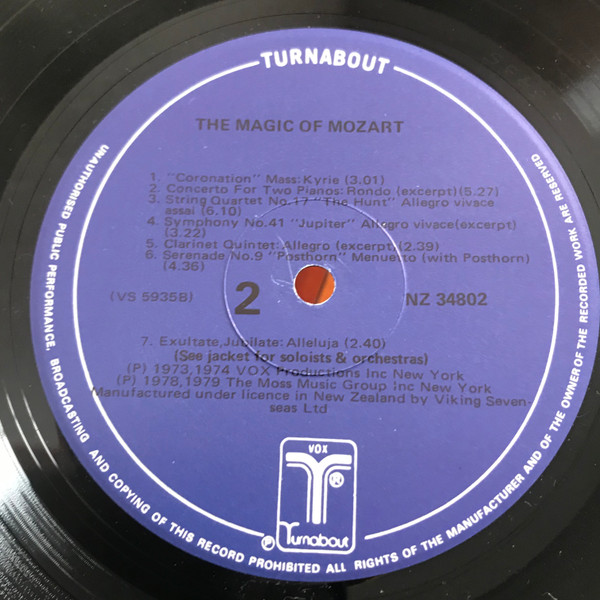 TURNABOUT
THE MAGIC OF MOZART
1. "Coronation" Mass: Kyrie (3.01)
2. Concerto For Two Pianos: Rondo (excerpt)(5.27)
3. String Quartet No.17 "The Hunt" Allegro vivace
assai (6.10)
4. Symphony No.41 "Jupiter" Allegro vivace(excerpt)
(3.22)
5. Clarinet Quintet: Allegro (excerpt)(2.39)
6. Serenade No.9 "Posthorn" Menuetto (with Posthorn)
(4.36)
(VS 5935B)
2
NZ 34802
7. Exultate,Jubilate: Alleluja (2.40)
(See jacket for soloists & orchestras)
(P) 1973,1974 VOX Productions Inc New York
(P) 1978,1979 The Moss Music Group Inc New York
Manufactured under licence in New Zealand by Viking Seven-
seas Ltd
VOX
®
Turnabout
℗
UNAUTHORISED PUBLIC PERFORMANCE, BROADCASTING AND COPYING OF THIS RECORD PROHIBITED ALL RIGHTS OF THE MANUFACTURER AND OF THE OWNER OF THE RECORDED WORK ARE RESERVED